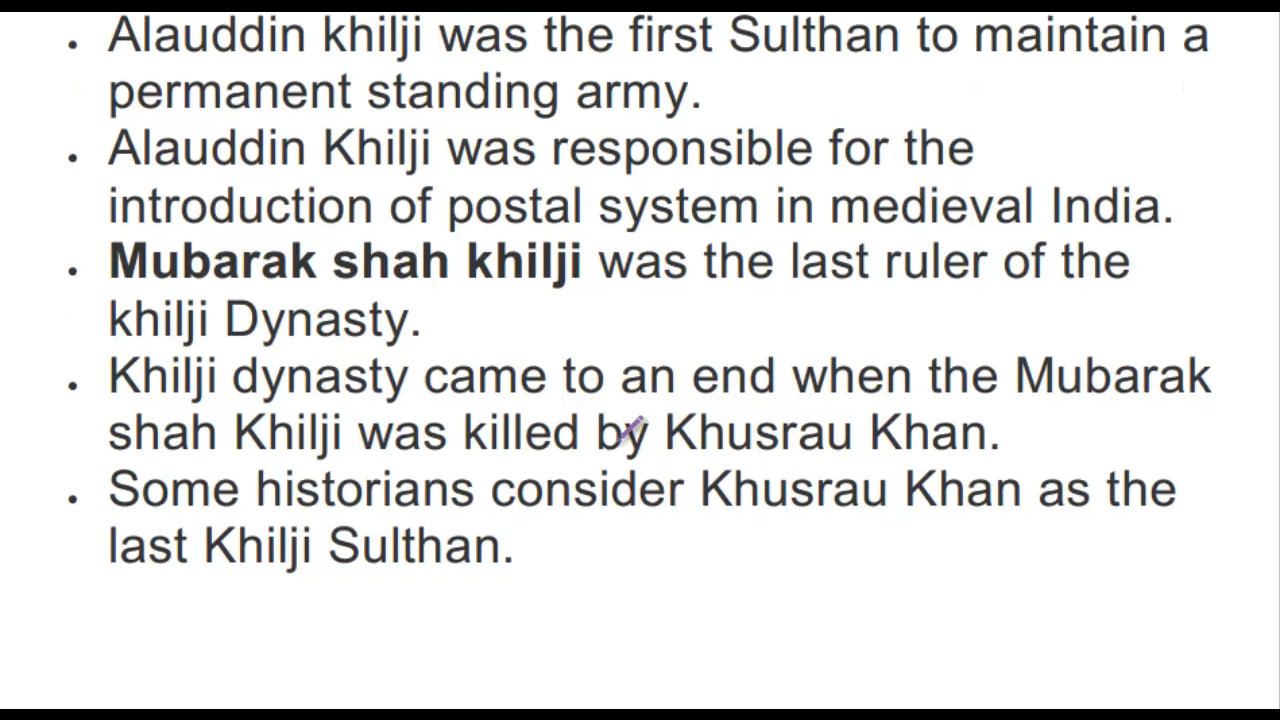 • Alauddin khilji was the first Sulthan to maintain a
permanent standing army.
• Alauddin Khilji was responsible for the
introduction of postal system in medieval India.
• Mubarak shah khilji was the last ruler of the
khilji Dynasty.
• Khilji dynasty came to an end when the Mubarak
shah Khilji was killed by Khusrau Khan.
• Some historians consider Khusrau Khan as the
last Khilji Sulthan.